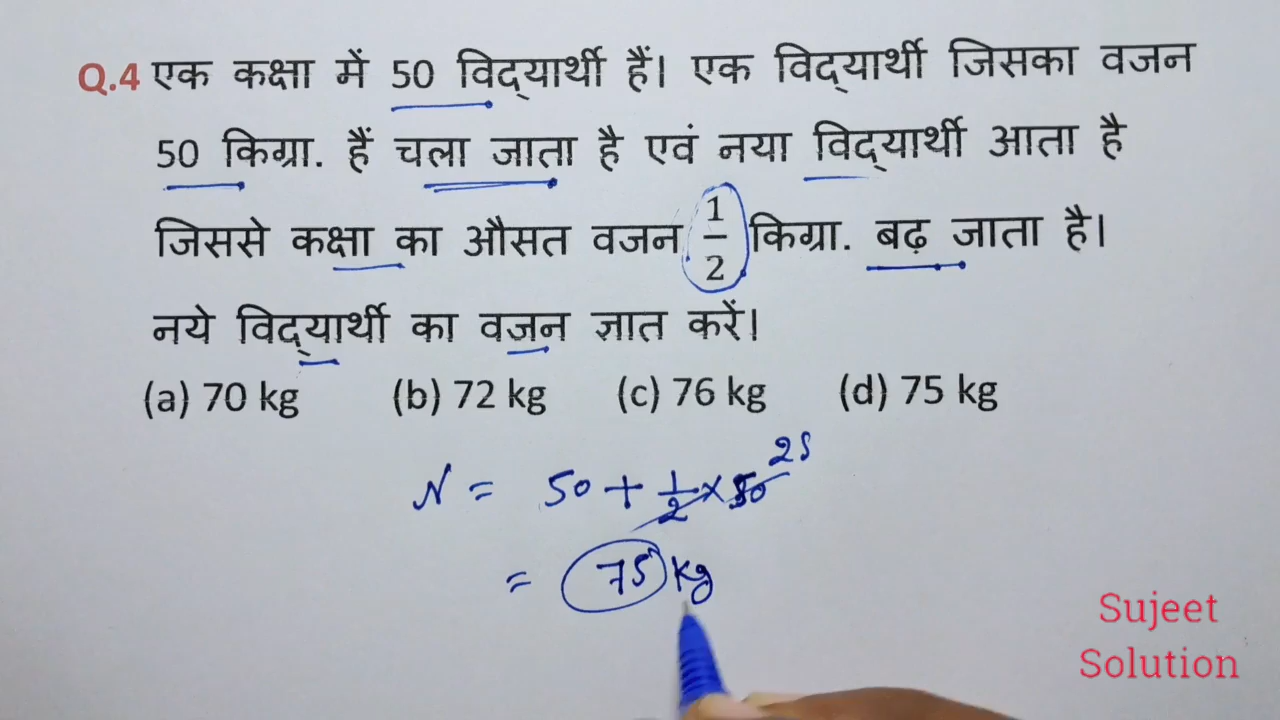 Q.4 एक कक्षा में 50 विद्यार्थी हैं। एक विद्यार्थी जिसका वजन
50 किग्रा. हैं चला जाता है एवं नया विद्यार्थी आता है
जिससे कक्षा का औसत वजन 1/2 किग्रा. बढ़ जाता है।
नये विद्यार्थी का वजन ज्ञात करें।
(a) 70 kg (b) 72 kg (c) 76 kg (d) 75 kg
25
N = 50 + 1/2 × 50
= 75 kg
Sujeet
Solution